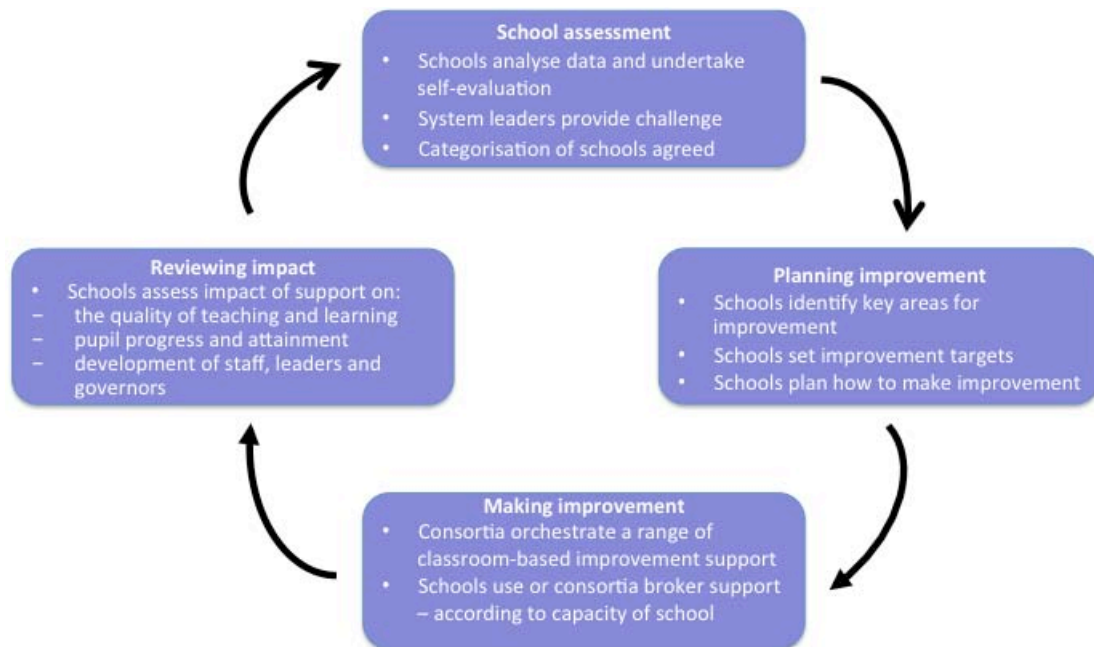 School assessment
• Schools analyse data and undertake
self-evaluation
• System leaders provide challenge
• Categorisation of schools agreed
Planning improvement
• Schools identify key areas for
improvement
• Schools set improvement targets
• Schools plan how to make improvement
Making improvement
• Consortia orchestrate a range of
classroom-based improvement support
• Schools use or consortia broker support
– according to capacity of school
Reviewing impact
• Schools assess impact of support on:
– the quality of teaching and learning
– pupil progress and attainment
– development of staff, leaders and
governors